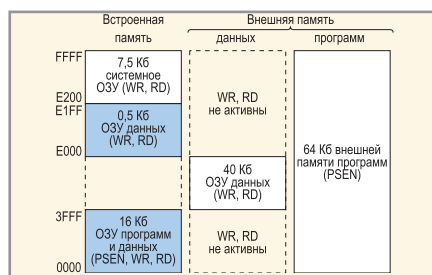 Встроенная
память
Внешняя память
данных
программ
FFFF
7,5 Кб
системное
ОЗУ (WR, RD)
E200
E1FF
0,5 Кб
ОЗУ данных
(WR, RD)
E000
WR, RD
не активны
40 Кб
ОЗУ данных
(WR, RD)
64 Кб внешней
памяти программ
(PSEN)
3FFF
16 Кб
ОЗУ программ
и данных
(PSEN, WR, RD)
0000
WR, RD
не активны